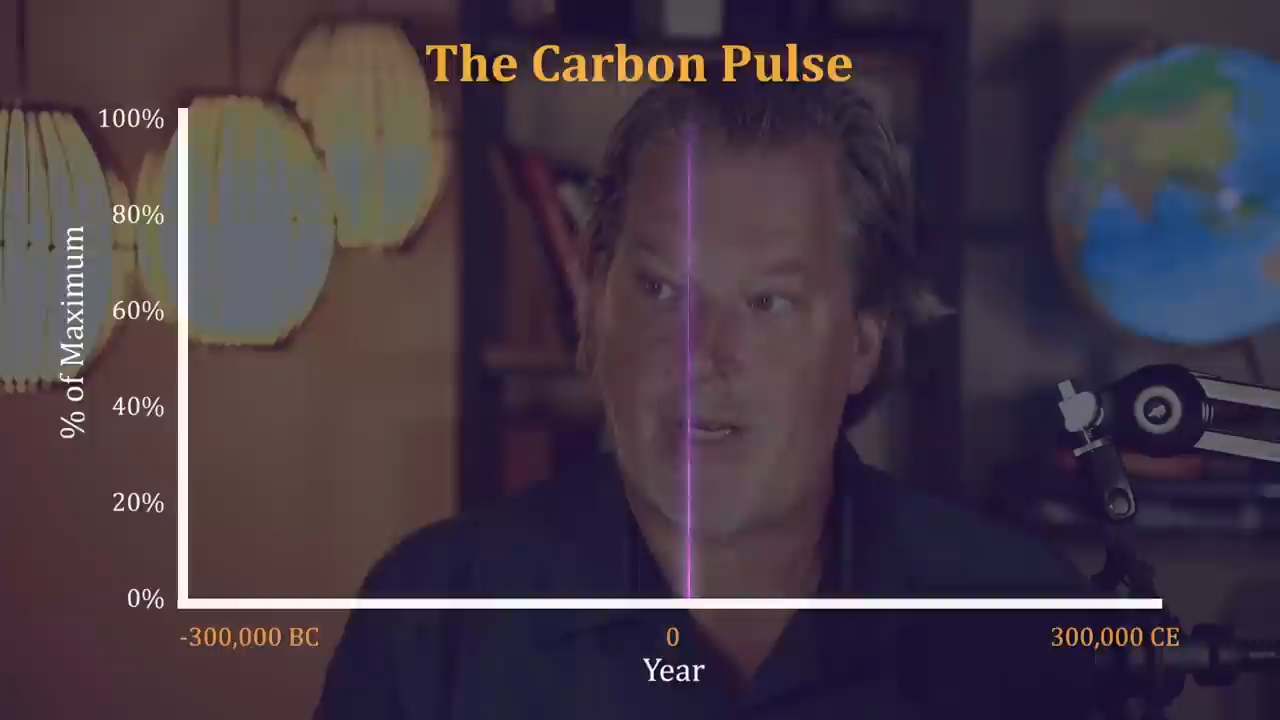 The Carbon Pulse
100%
80%
60%
40%
20%
0%
% of Maximum
-300,000 BC
0
300,000 CE
Year